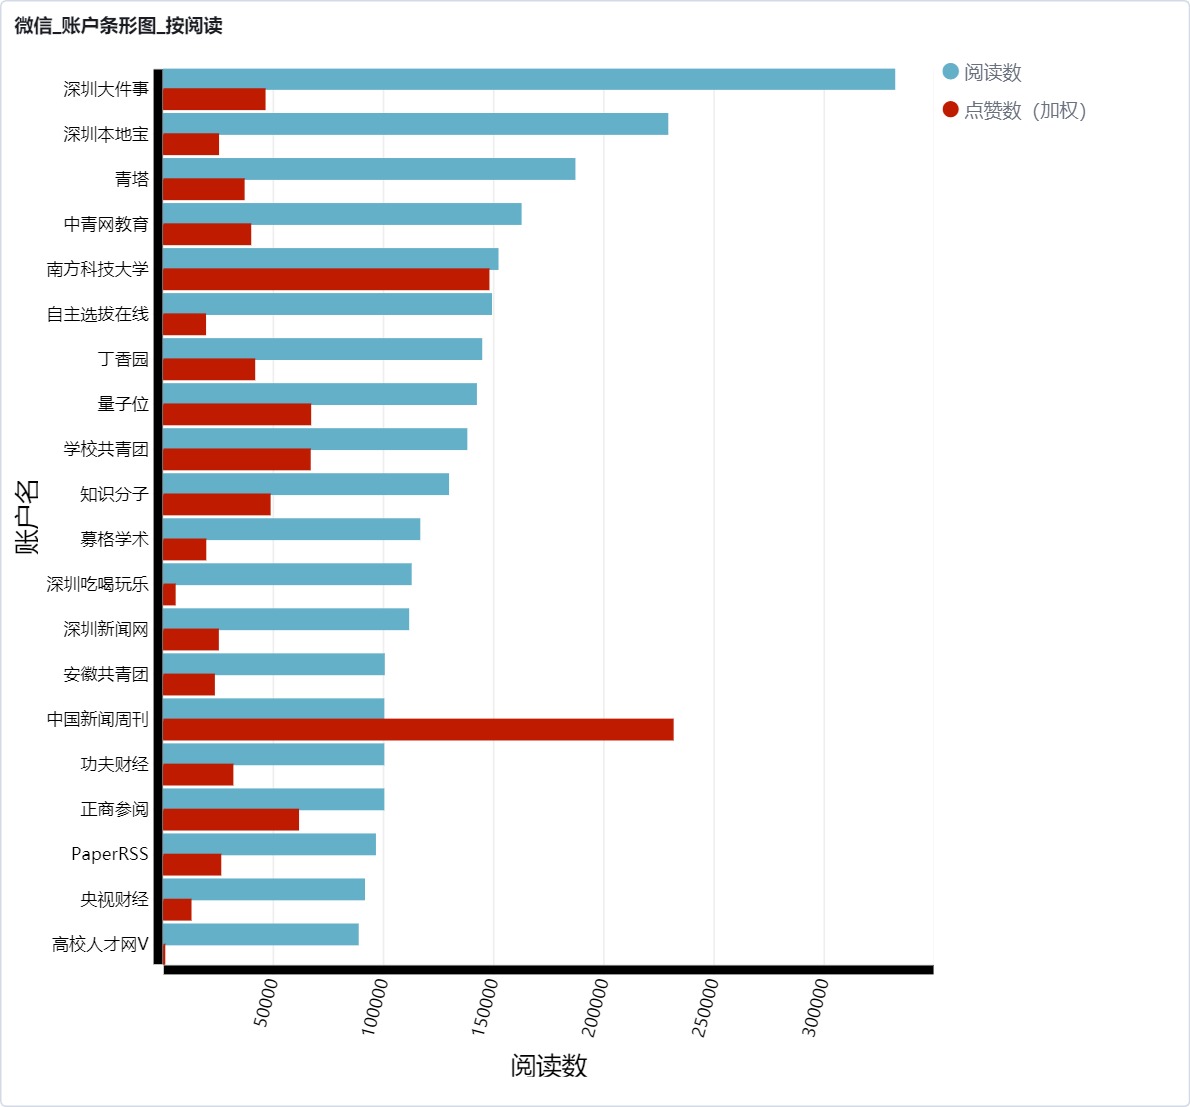 微信_账户条形图_按阅读
阅读数
点赞数（加权）
账户名
深圳大件事
深圳本地宝
青塔
中青网教育
南方科技大学
自主选拔在线
丁香园
量子位
学校共青团
知识分子
募格学术
深圳吃喝玩乐
深圳新闻网
安徽共青团
中国新闻周刊
功夫财经
正商参阅
PaperRSS
央视财经
高校人才网V
50000
100000
150000
200000
250000
300000
阅读数